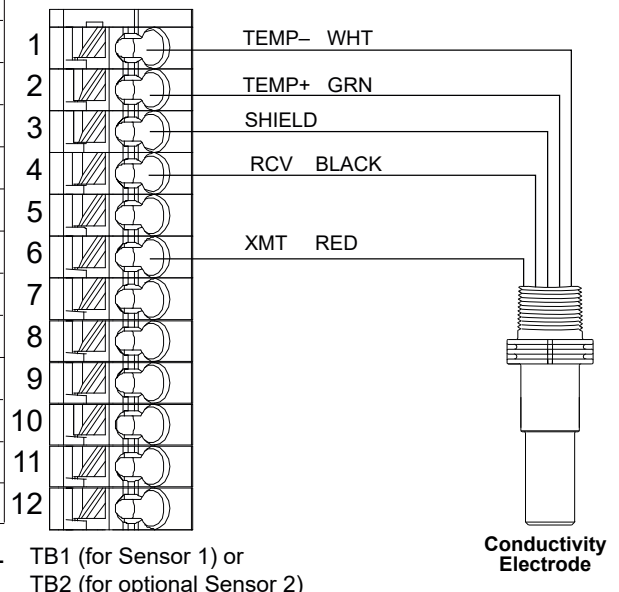 1 TEMP– WHT
2 TEMP+ GRN
3 SHIELD
4 RCV BLACK
5
6 XMT RED
7
8
9
10
11
12
Conductivity
Electrode
TB1 (for Sensor 1) or
TB2 (for optional Sensor 2)